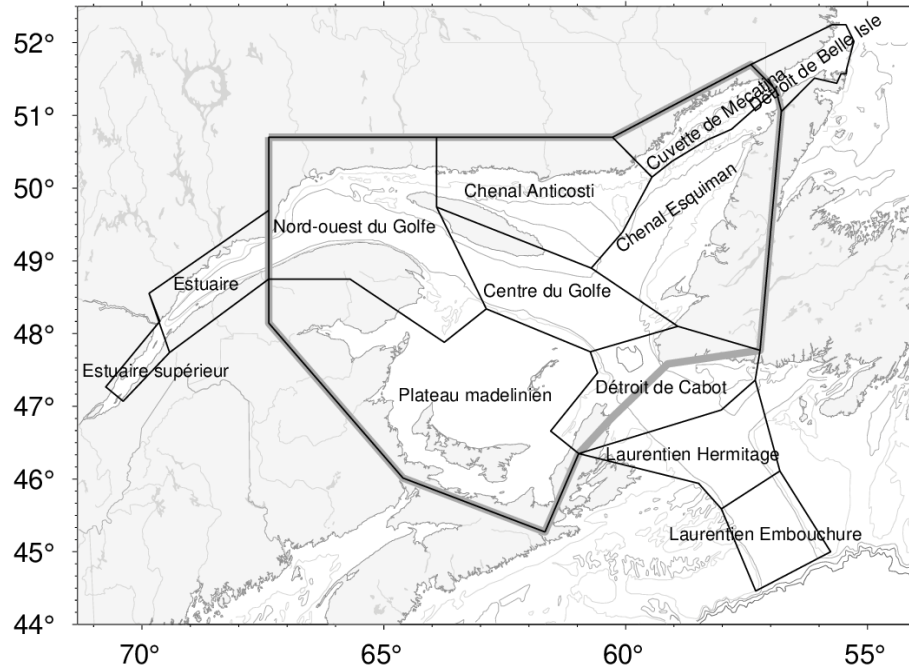 52°
51°
50°
49°
48°
47°
46°
45°
44°
70°
65°
60°
55°
Détroit de Belle Isle
Cuvette de Mécatina
Chenal Anticosti
Chenal Esquiman
Nord-ouest du Golfe
Estuaire
Centre du Golfe
Estuaire supérieur
Détroit de Cabot
Plateau madelinien
Laurentien Hermitage
Laurentien Embouchure